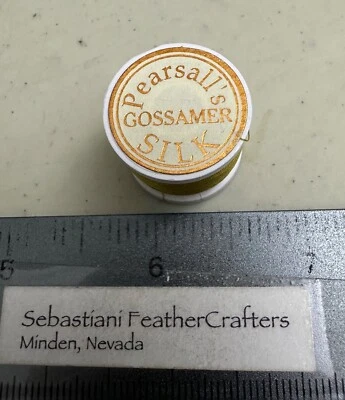 Pearsall's
GOSSAMER
SILK
5 6 7
Sebastiani FeatherCrafters
Minden, Nevada